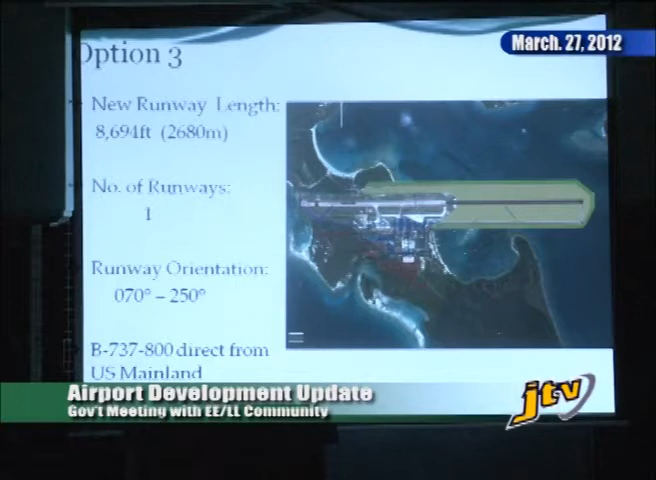 Option 3
March. 27, 2012
New Runway Length:
8,694ft (2680m)
No. of Runways:
1
Runway Orientation:
070° – 250°
B-737-800 direct from
US Mainland
Airport Development Update
Gov't Meeting with EE/LL Community
jtv